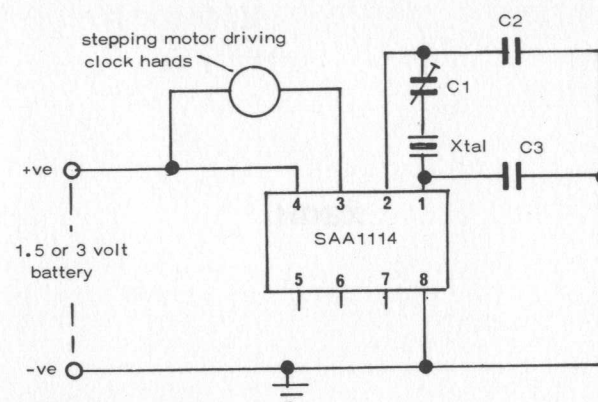 C2
stepping motor driving
clock hands
C1
Xtal
C3
+ve
4 3 2 1
SAA1114
1.5 or 3 volt
battery
5 6 7 8
-ve